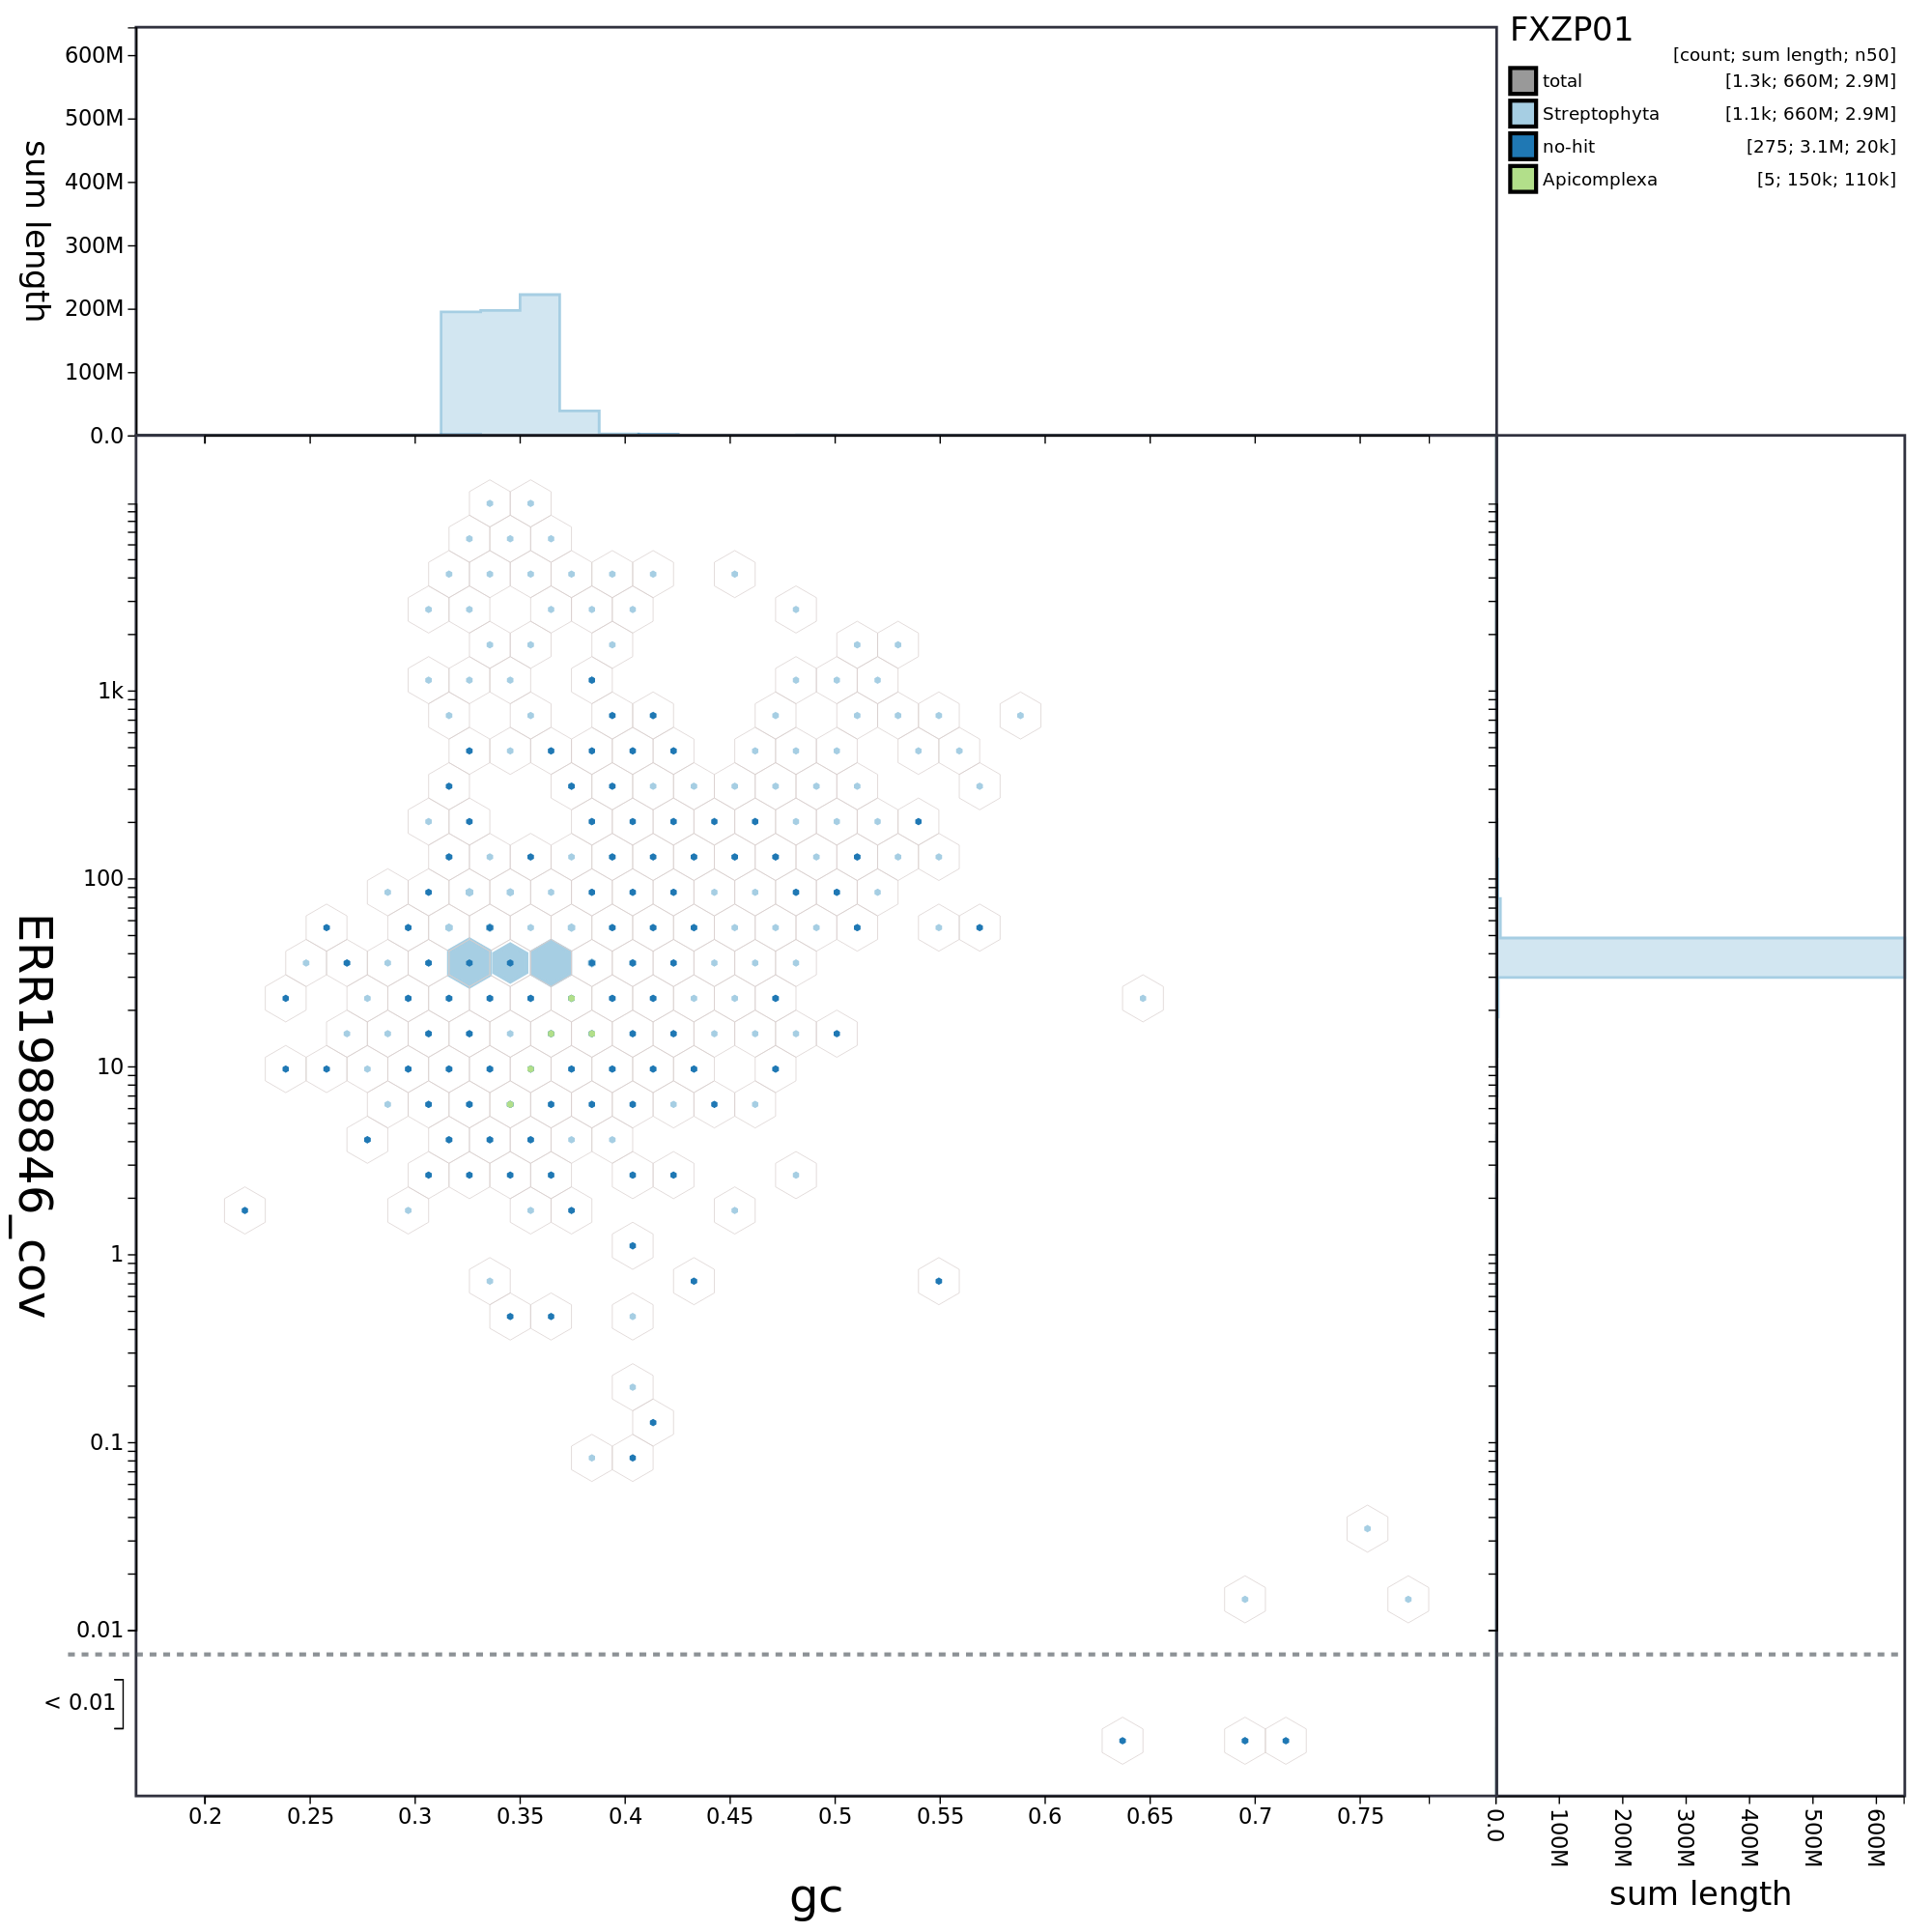 FXZP01
[count; sum length; n50]
total [1.3k; 660M; 2.9M]
Streptophyta [1.1k; 660M; 2.9M]
no-hit [275; 3.1M; 20k]
Apicomplexa [5; 150k; 110k]
sum length
600M
500M
400M
300M
200M
100M
0.0
ERR1988846_cov
1k
100
10
1
0.1
0.01
< 0.01
0.2 0.25 0.3 0.35 0.4 0.45 0.5 0.55 0.6 0.65 0.7 0.75
gc
0.0 100M 200M 300M 400M 500M 600M
sum length